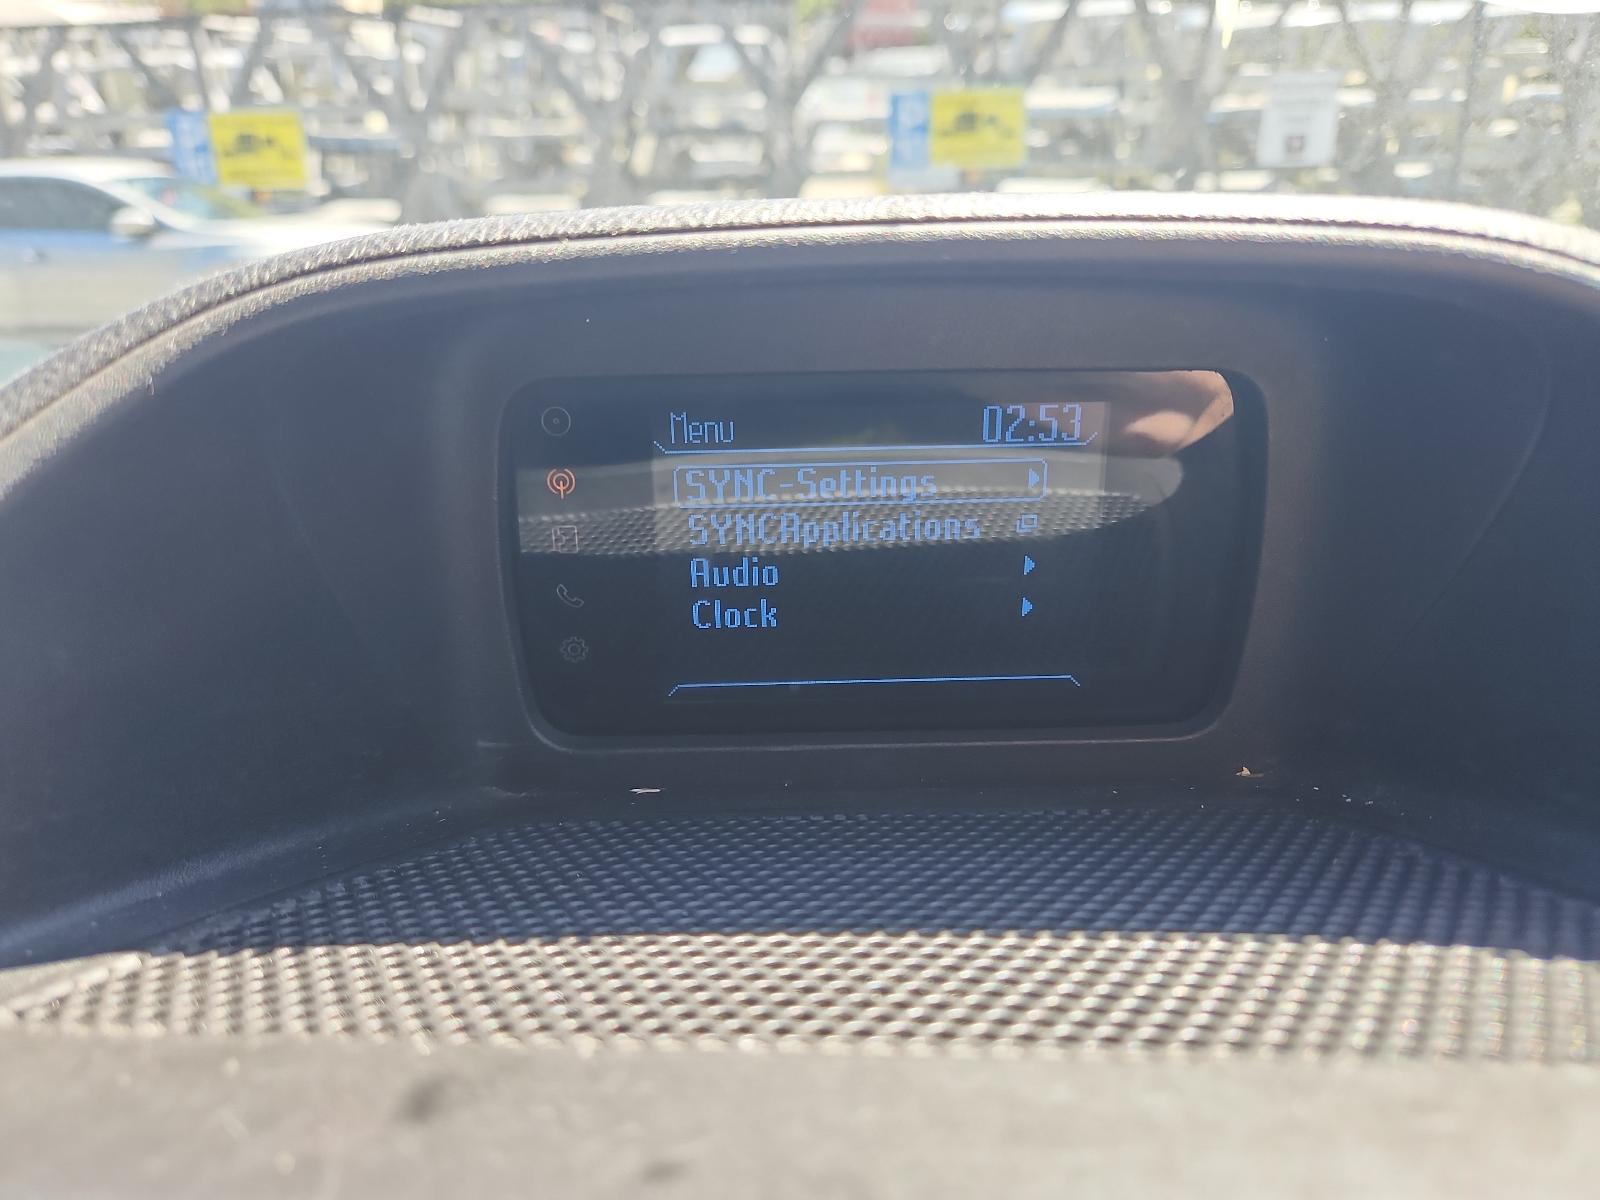 Menu 02:53
SYNC-Settings
SYNCApplications
Audio
Clock